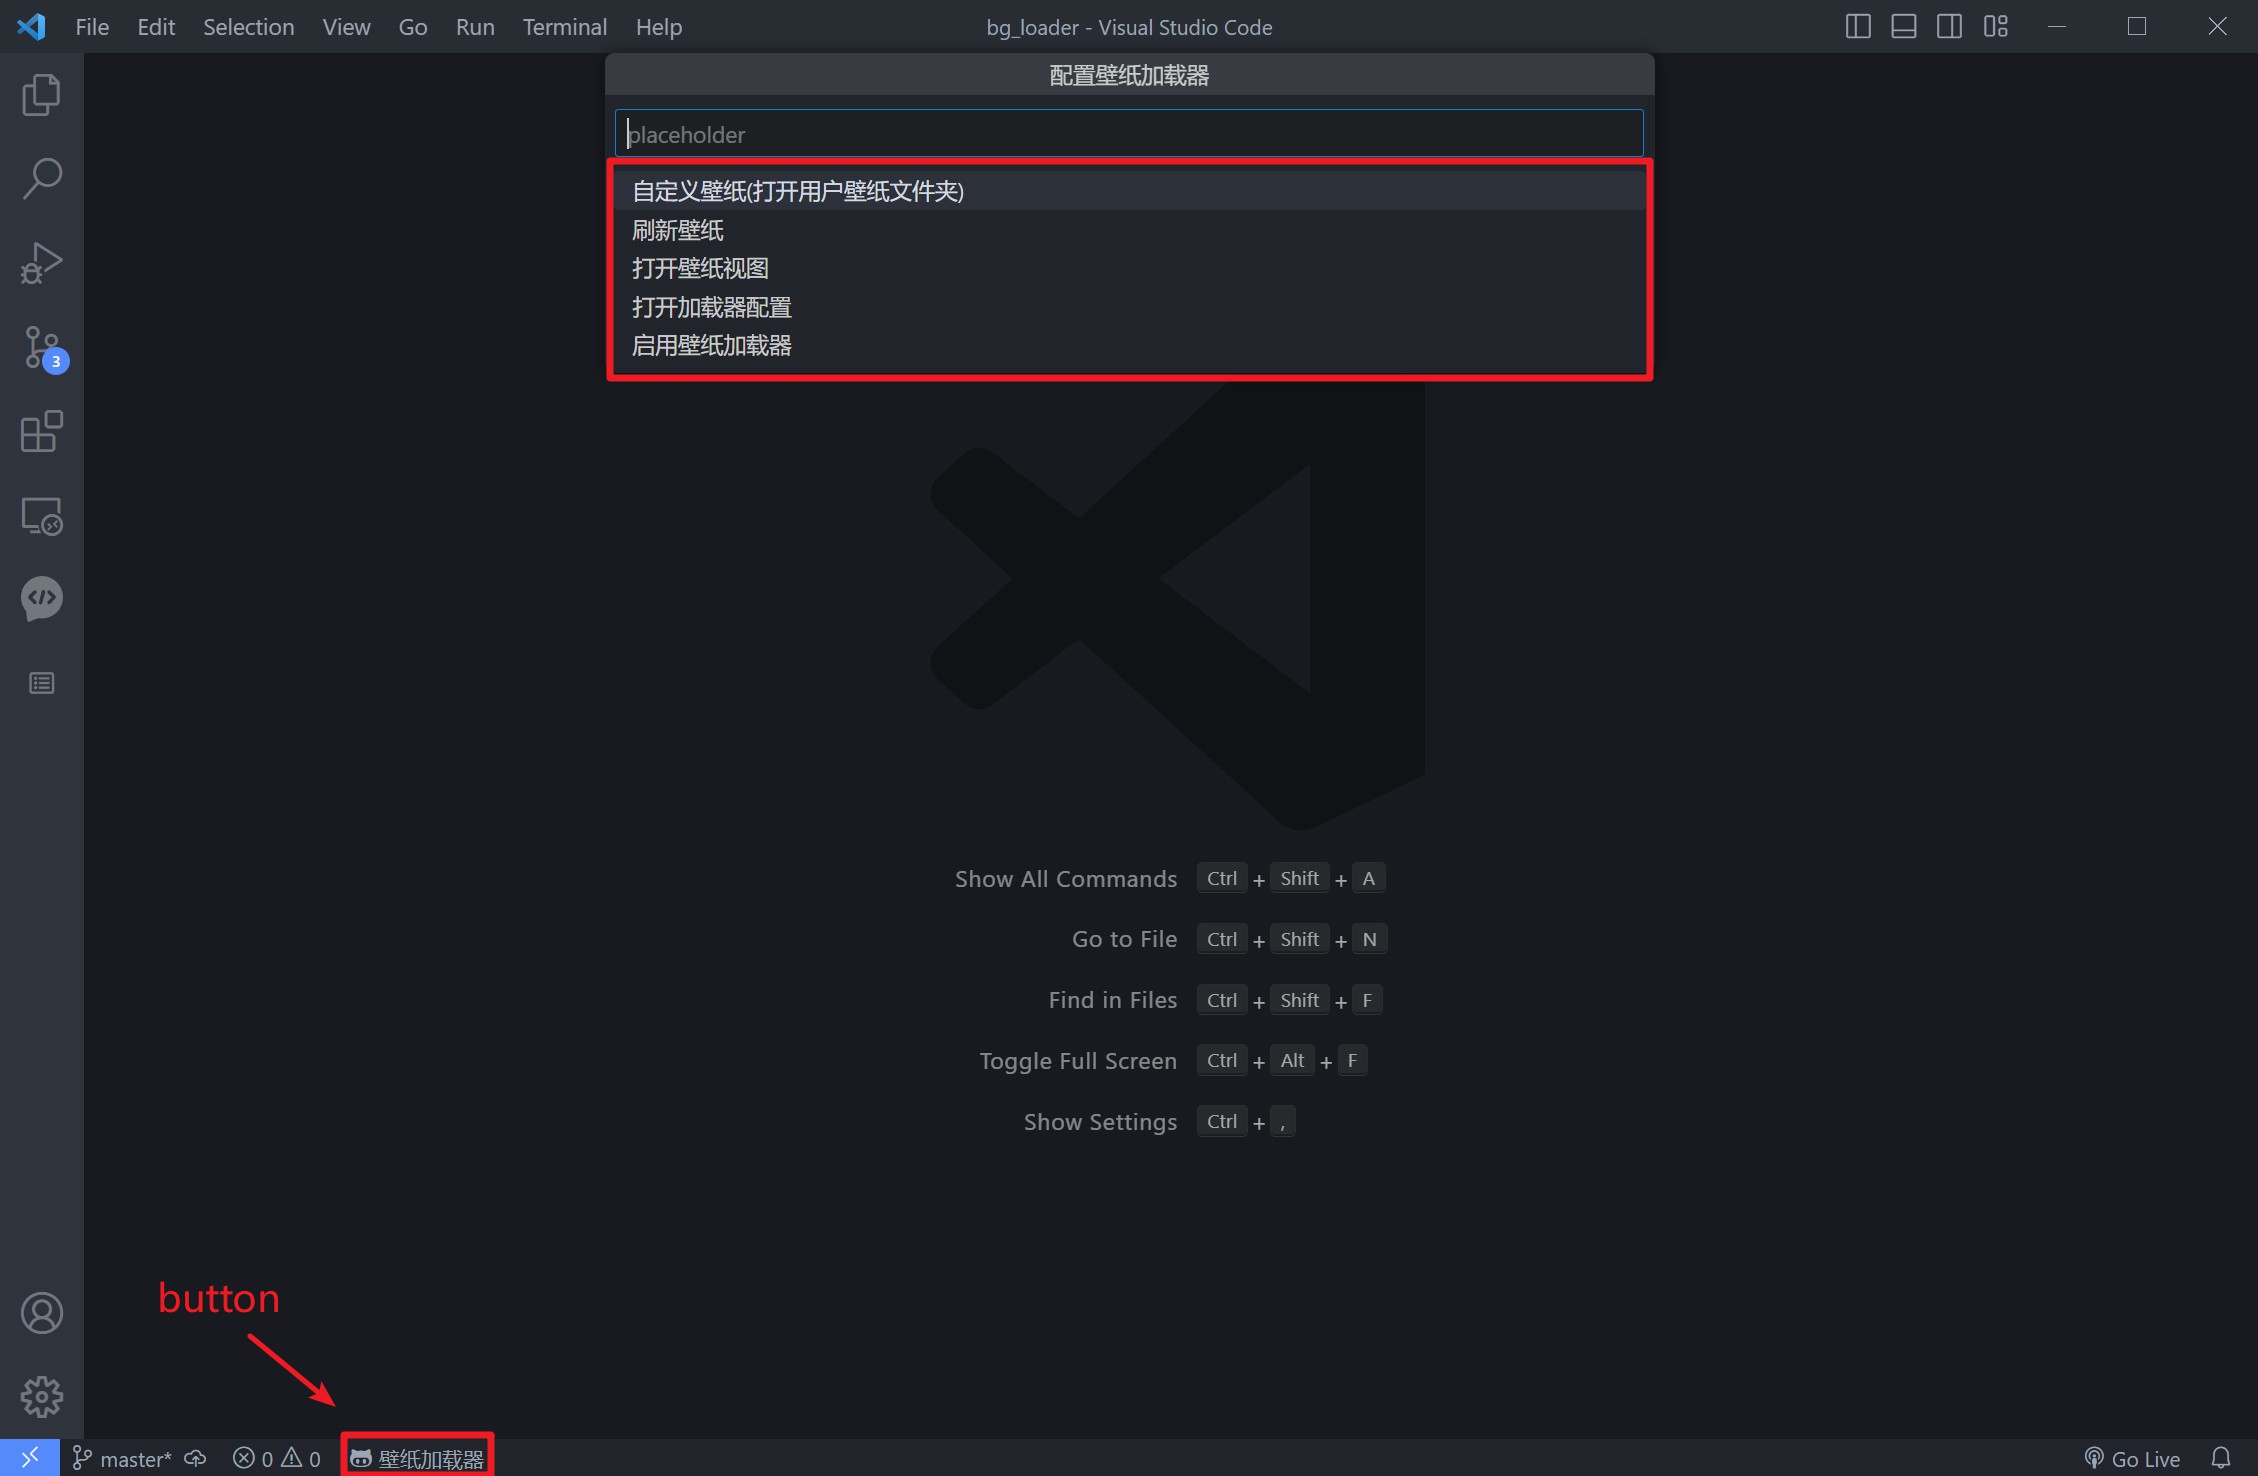 File Edit Selection View Go Run Terminal Help bg_loader - Visual Studio Code
配置壁纸加载器
placeholder
自定义壁纸(打开用户壁纸文件夹)
刷新壁纸
打开壁纸视图
打开加载器配置
启用壁纸加载器
3
Show All Commands Ctrl + Shift + A
Go to File Ctrl + Shift + N
Find in Files Ctrl + Shift + F
Toggle Full Screen Ctrl + Alt + F
Show Settings Ctrl + ,
button
master* 0 0 壁纸加载器 Go Live